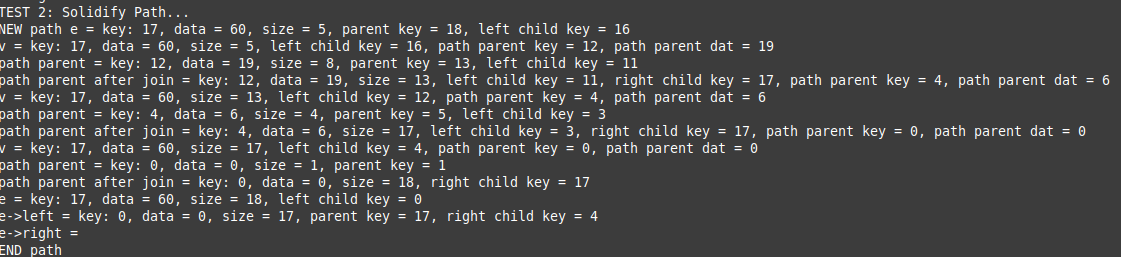 TEST 2: Solidify Path...
NEW path e = key: 17, data = 60, size = 5, parent key = 18, left child key = 16
v = key: 17, data = 60, size = 5, left child key = 16, path parent key = 12, path parent dat = 19
path parent = key: 12, data = 19, size = 8, parent key = 13, left child key = 11
path parent after join = key: 12, data = 19, size = 13, left child key = 11, right child key = 17, path parent key = 4, path parent dat = 6
v = key: 17, data = 60, size = 13, left child key = 12, path parent key = 4, path parent dat = 6
path parent = key: 4, data = 6, size = 4, parent key = 5, left child key = 3
path parent after join = key: 4, data = 6, size = 17, left child key = 3, right child key = 17, path parent key = 0, path parent dat = 0
v = key: 17, data = 60, size = 17, left child key = 4, path parent key = 0, path parent dat = 0
path parent = key: 0, data = 0, size = 1, parent key = 1
path parent after join = key: 0, data = 0, size = 18, right child key = 17
e = key: 17, data = 60, size = 18, left child key = 0
e->left = key: 0, data = 0, size = 17, parent key = 17, right child key = 4
e->right =
END path